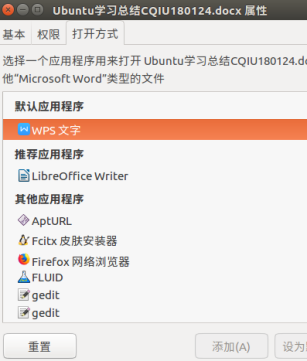 Ubuntu学习总结CQIU180124.docx 属性
基本 权限 打开方式
选择一个应用程序用来打开 Ubuntu学习总结CQIU180124.do
他“Microsoft Word”类型的文件
默认应用程序
WPS 文字
推荐应用程序
LibreOffice Writer
其他应用程序
AptURL
Fcitx 皮肤安装器
Firefox 网络浏览器
FLUID
gedit
gedit
重置 添加(A) 设为